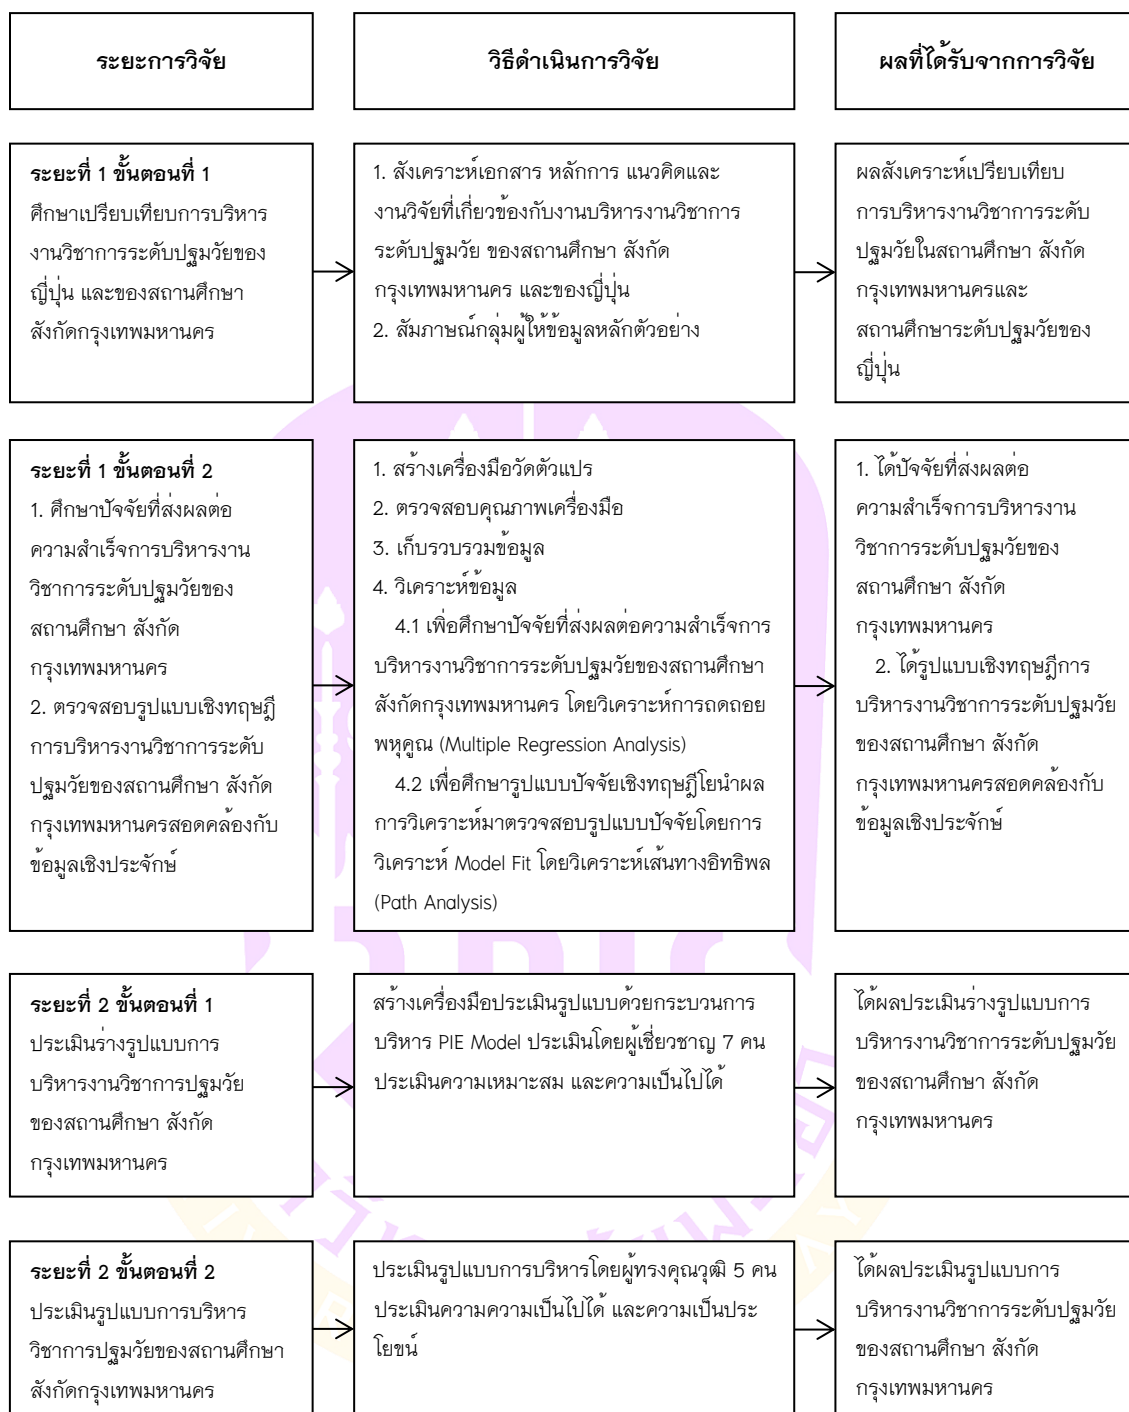 ระยะการวิจัย
วิธีดำเนินการวิจัย
ผลที่ได้รับจากการวิจัย
ระยะที่ 1 ขั้นตอนที่ 1
ศึกษาเปรียบเทียบการบริหาร
งานวิชาการระดับปฐมวัยของ
ญี่ปุ่น และของสถานศึกษา
สังกัดกรุงเทพมหานคร
1. สังเคราะห์เอกสาร หลักการ แนวคิดและ
งานวิจัยที่เกี่ยวข้องกับงานบริหารงานวิชาการ
ระดับปฐมวัย ของสถานศึกษา สังกัด
กรุงเทพมหานคร และของญี่ปุ่น
2. สัมภาษณ์กลุ่มผู้ให้ข้อมูลหลักตัวอย่าง
ผลสังเคราะห์เปรียบเทียบ
การบริหารงานวิชาการระดับ
ปฐมวัยในสถานศึกษา สังกัด
กรุงเทพมหานครและ
สถานศึกษาระดับปฐมวัยของ
ญี่ปุ่น
ระยะที่ 1 ขั้นตอนที่ 2
1. ศึกษาปัจจัยที่ส่งผลต่อ
ความสำเร็จการบริหารงาน
วิชาการระดับปฐมวัยของ
สถานศึกษา สังกัด
กรุงเทพมหานคร
2. ตรวจสอบรูปแบบเชิงทฤษฎี
การบริหารงานวิชาการระดับ
ปฐมวัยของสถานศึกษา สังกัด
กรุงเทพมหานครสอดคล้องกับ
ข้อมูลเชิงประจักษ์
1. สร้างเครื่องมือวัดตัวแปร
2. ตรวจสอบคุณภาพเครื่องมือ
3. เก็บรวบรวมข้อมูล
4. วิเคราะห์ข้อมูล
4.1 เพื่อศึกษาปัจจัยที่ส่งผลต่อความสำเร็จการ
บริหารงานวิชาการระดับปฐมวัยของสถานศึกษา
สังกัดกรุงเทพมหานคร โดยวิเคราะห์การถดถอย
พหุคูณ (Multiple Regression Analysis)
4.2 เพื่อศึกษารูปแบบปัจจัยเชิงทฤษฎีโยนำผล
การวิเคราะห์มาตรวจสอบรูปแบบปัจจัยโดยการ
วิเคราะห์ Model Fit โดยวิเคราะห์เส้นทางอิทธิพล
(Path Analysis)
1. ได้ปัจจัยที่ส่งผลต่อ
ความสำเร็จการบริหารงาน
วิชาการระดับปฐมวัยของ
สถานศึกษา สังกัด
กรุงเทพมหานคร
2. ได้รูปแบบเชิงทฤษฎีการ
บริหารงานวิชาการระดับปฐมวัย
ของสถานศึกษา สังกัด
กรุงเทพมหานครสอดคล้องกับ
ข้อมูลเชิงประจักษ์
ระยะที่ 2 ขั้นตอนที่ 1
ประเมินร่างรูปแบบการ
บริหารงานวิชาการปฐมวัย
ของสถานศึกษา สังกัด
กรุงเทพมหานคร
สร้างเครื่องมือประเมินรูปแบบด้วยกระบวนการ
บริหาร PIE Model ประเมินโดยผู้เชี่ยวชาญ 7 คน
ประเมินความเหมาะสม และความเป็นไปได้
ได้ผลประเมินร่างรูปแบบการ
บริหารงานวิชาการระดับปฐมวัย
ของสถานศึกษา สังกัด
กรุงเทพมหานคร
ระยะที่ 2 ขั้นตอนที่ 2
ประเมินรูปแบบการบริหาร
วิชาการปฐมวัยของสถานศึกษา
สังกัดกรุงเทพมหานคร
ประเมินรูปแบบการบริหารโดยผู้ทรงคุณวุฒิ 5 คน
ประเมินความความเป็นไปได้ และความเป็นประ
โยขน์
ได้ผลประเมินรูปแบบการ
บริหารงานวิชาการระดับปฐมวัย
ของสถานศึกษา สังกัด
กรุงเทพมหานคร